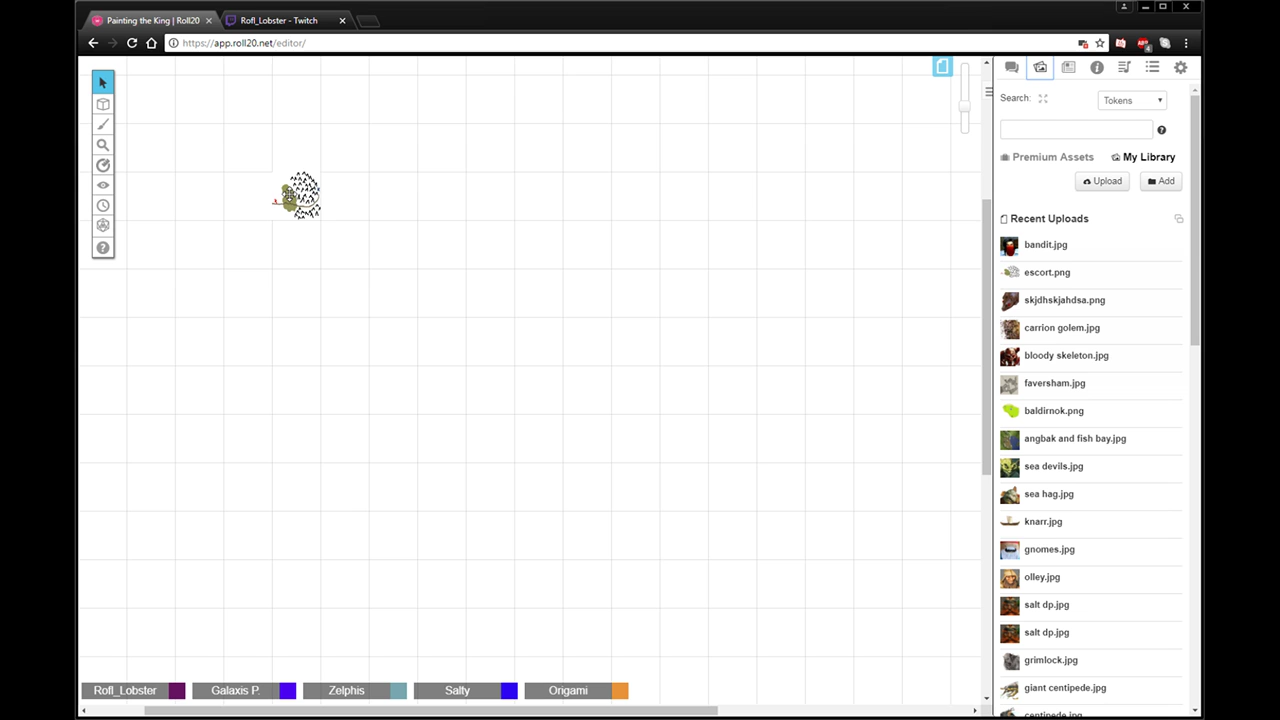 Painting the King | Roll20
Rofl_Lobster - Twitch
https://app.roll20.net/editor/
Search:
Tokens
Premium Assets
My Library
Upload
Add
Recent Uploads
bandit.jpg
escort.png
skjdhskjahdsa.png
carrion golem.jpg
bloody skeleton.jpg
faversham.jpg
baldirnok.png
angbak and fish bay.jpg
sea devils.jpg
sea hag.jpg
knarr.jpg
gnomes.jpg
olley.jpg
salt dp.jpg
salt dp.jpg
grimlock.jpg
giant centipede.jpg
centipede.jpg
Rofl_Lobster
Galaxis P.
Zelphis
Salty
Origami